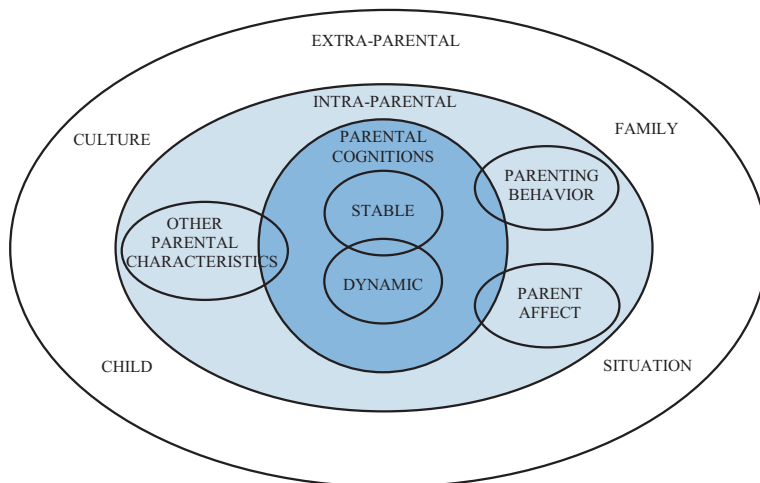 EXTRA-PARENTAL
INTRA-PARENTAL
CULTURE
FAMILY
PARENTAL
COGNITIONS
PARENTING
BEHAVIOR
STABLE
OTHER
PARENTAL
CHARACTERISTICS
DYNAMIC
PARENT
AFFECT
CHILD
SITUATION